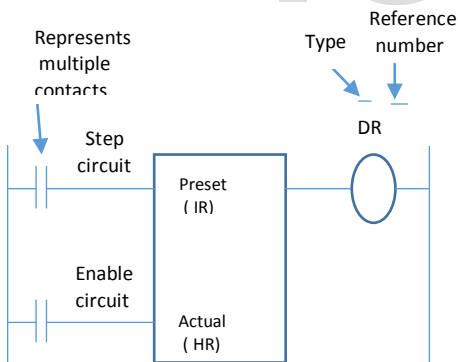 Represents
multiple
contacts
Type
Reference
number
DR
Step
circuit
Preset
( IR)
Enable
circuit
Actual
( HR)